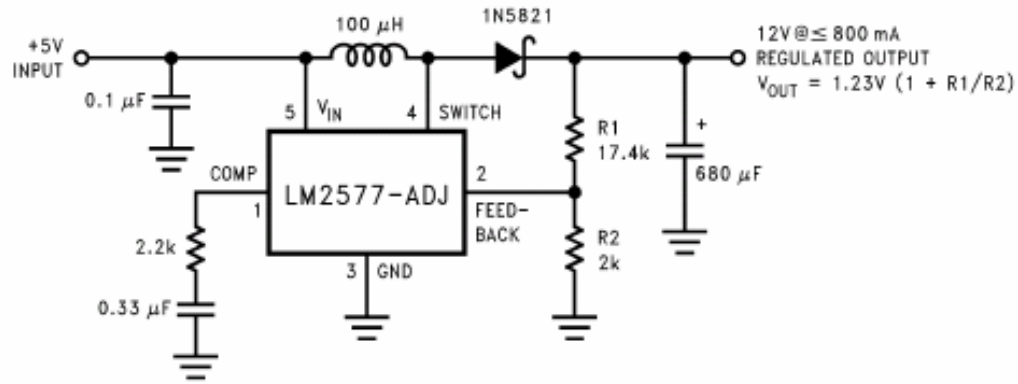 +5V
INPUT
0.1 μF
100 μH
1N5821
12V@≤ 800 mA
REGULATED OUTPUT
VOUT = 1.23V (1 + R1/R2)
5
VIN
4
SWITCH
R1
17.4k
+
680 μF
COMP
1
LM2577-ADJ
2
FEED-
BACK
R2
2k
2.2k
0.33 μF
3
GND